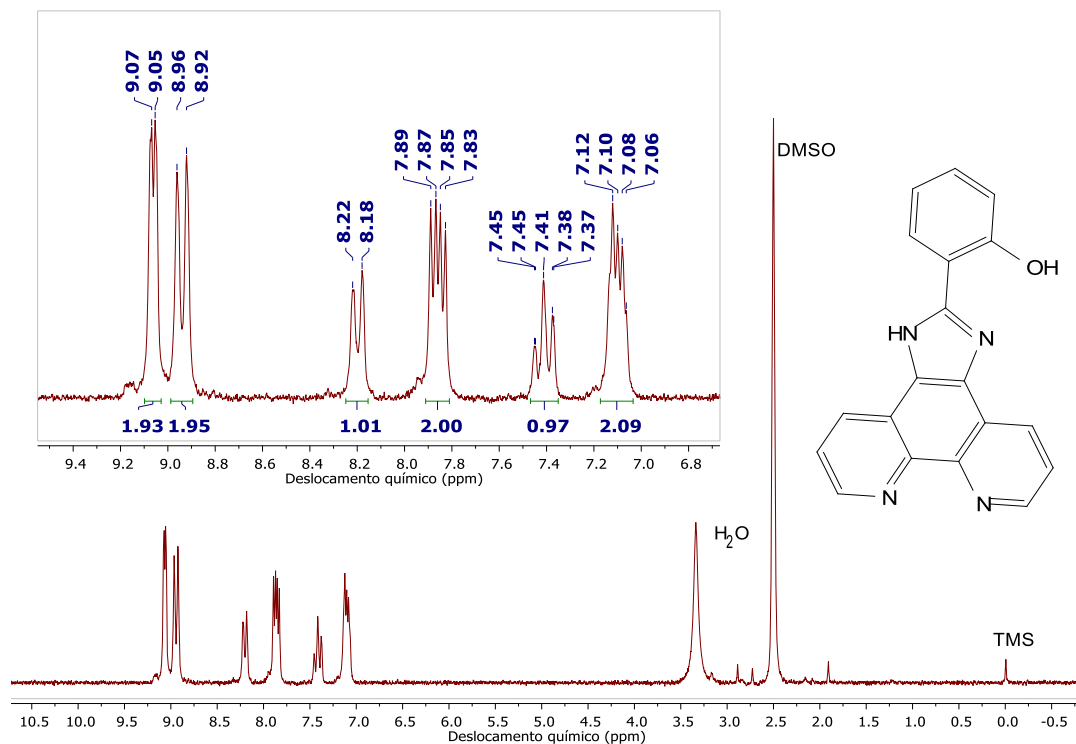 9.07
9.05
8.96
8.92
8.22
8.18
7.89
7.87
7.85
7.83
7.45
7.45
7.41
7.38
7.37
7.12
7.10
7.08
7.06
1.93 1.95 1.01 2.00 0.97 2.09
9.4 9.2 9.0 8.8 8.6 8.4 8.2 8.0 7.8 7.6 7.4 7.2 7.0 6.8
Deslocamento químico (ppm)
DMSO
OH
HN
N
N
N
H2O
TMS
10.5 10.0 9.5 9.0 8.5 8.0 7.5 7.0 6.5 6.0 5.5 5.0 4.5 4.0 3.5 3.0 2.5 2.0 1.5 1.0 0.5 0.0 -0.5
Deslocamento químico (ppm)